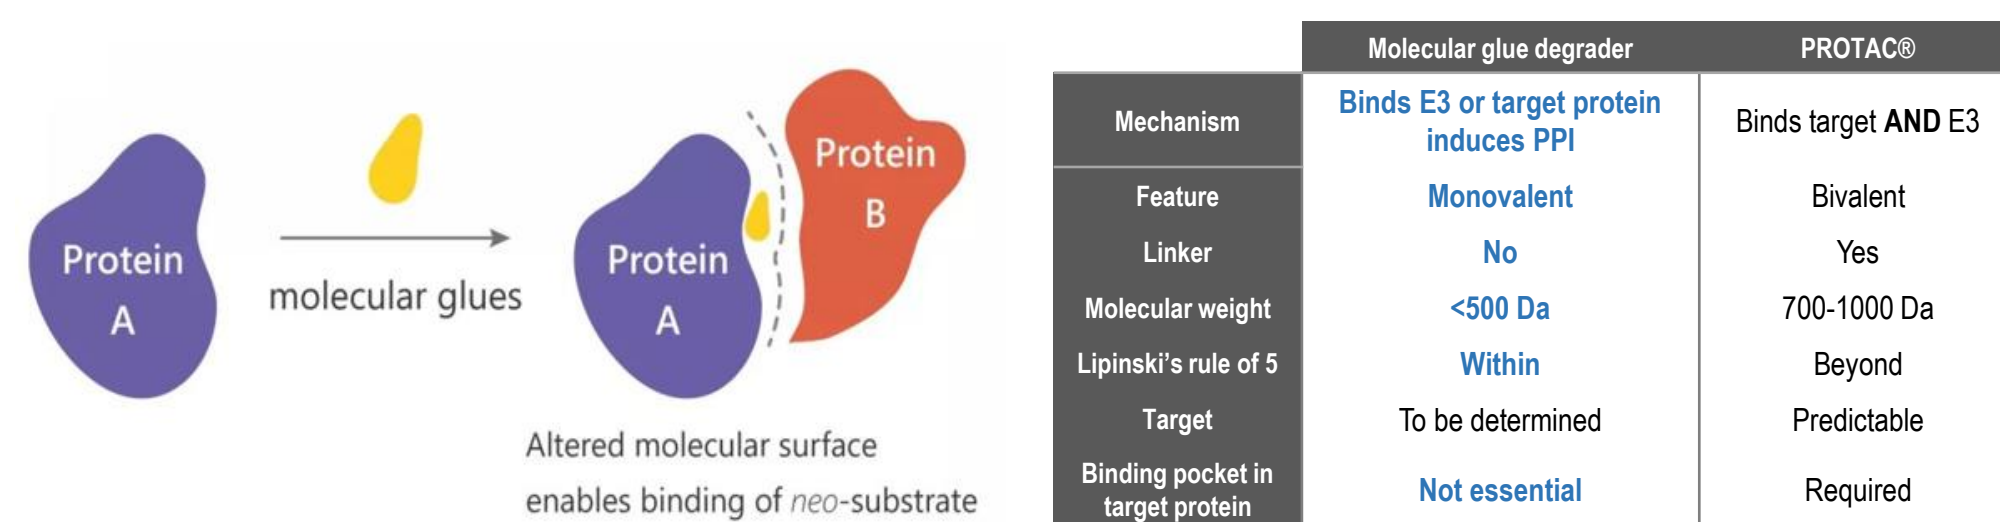 Protein
A
molecular glues
Protein
A
Protein
B
Altered molecular surface
enables binding of neo-substrate
Molecular glue degrader PROTAC®
Mechanism Binds E3 or target protein induces PPI Binds target AND E3
Feature Monovalent Bivalent
Linker No Yes
Molecular weight <500 Da 700-1000 Da
Lipinski’s rule of 5 Within Beyond
Target To be determined Predictable
Binding pocket in
target protein Not essential Required